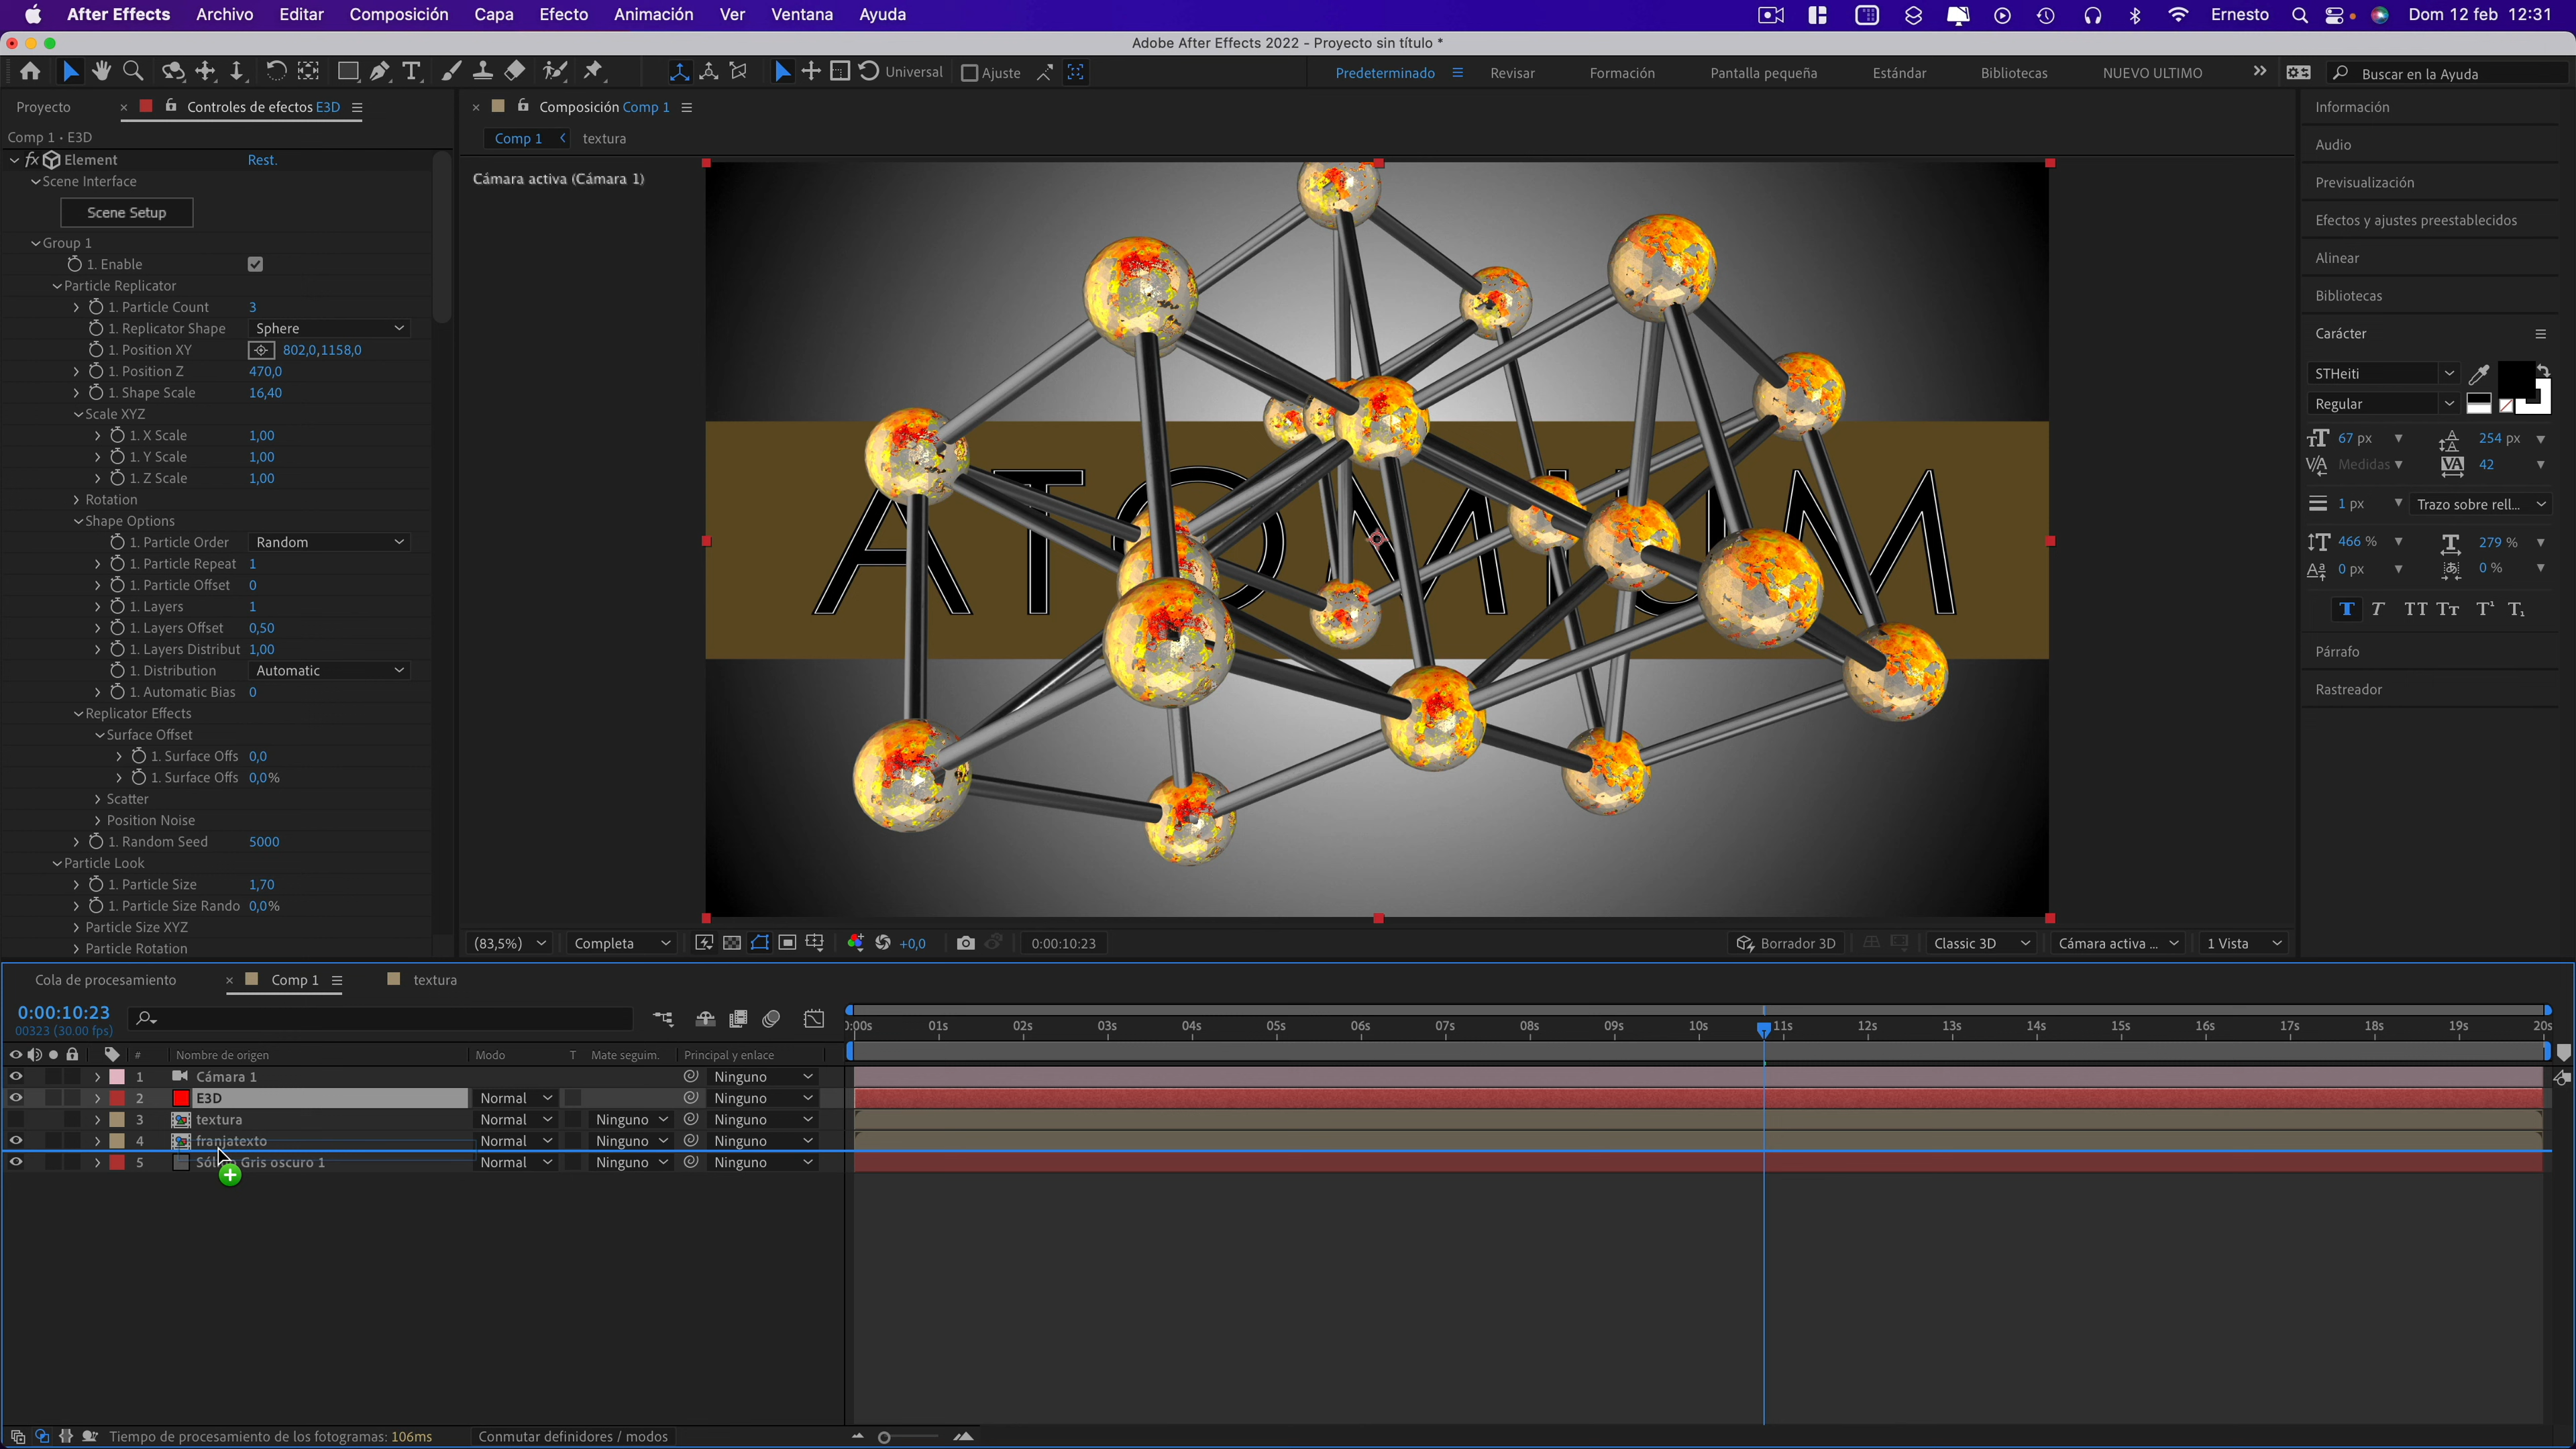 After Effects Archivo Editar Composición Capa Efecto Animación Ver Ventana Ayuda Ernesto Dom 12 feb 12:31
Adobe After Effects 2022 - Proyecto sin título *
Universal Ajuste Predeterminado Revisar Formación Pantalla pequeña Estándar Bibliotecas NUEVO ULTIMO Buscar en la Ayuda
Proyecto Controles de efectos E3D
Comp 1 • E3D
fx Element Rest.
Scene Interface
Scene Setup
Group 1
1. Enable
Particle Replicator
1. Particle Count 3
1. Replicator Shape Sphere
1. Position XY 802,0,1158,0
1. Position Z 470,0
1. Shape Scale 16,40
Scale XYZ
1. X Scale 1,00
1. Y Scale 1,00
1. Z Scale 1,00
Rotation
Shape Options
1. Particle Order Random
1. Particle Repeat 1
1. Particle Offset 0
1. Layers 1
1. Layers Offset 0,50
1. Layers Distribut 1,00
1. Distribution Automatic
1. Automatic Bias 0
Replicator Effects
Surface Offset
1. Surface Offs 0,0
1. Surface Offs 0,0%
Scatter
Position Noise
1. Random Seed 5000
Particle Look
1. Particle Size 1,70
1. Particle Size Rando 0,0%
Particle Size XYZ
Particle Rotation
Composición Comp 1
Comp 1 textura
Cámara activa (Cámara 1)
ATOMIUM
(83,5%) Completa +0,0 0:00:10:23 Borrador 3D Classic 3D Cámara activa ... 1 Vista
Información
Audio
Previsualización
Efectos y ajustes preestablecidos
Alinear
Bibliotecas
Carácter
STHeiti
Regular
67 px 254 px
Medidas 42
1 px Trazo sobre rell...
466 % 279 %
0 px 0 %
T T TT Tт T¹ T₁
Párrafo
Rastreador
Cola de procesamiento Comp 1 textura
0:00:10:23
00323 (30.00 fps)
:00s 01s 02s 03s 04s 05s 06s 07s 08s 09s 10s 11s 12s 13s 14s 15s 16s 17s 18s 19s 20s
# Nombre de origen Modo T Mate seguim. Principal y enlace
1 Cámara 1 Ninguno
2 E3D Normal Ninguno
3 textura Normal Ninguno Ninguno
4 franjatexto Normal Ninguno Ninguno
5 Gris oscuro 1 Normal Ninguno Ninguno
Tiempo de procesamiento de los fotogramas: 106ms Conmutar definidores / modos